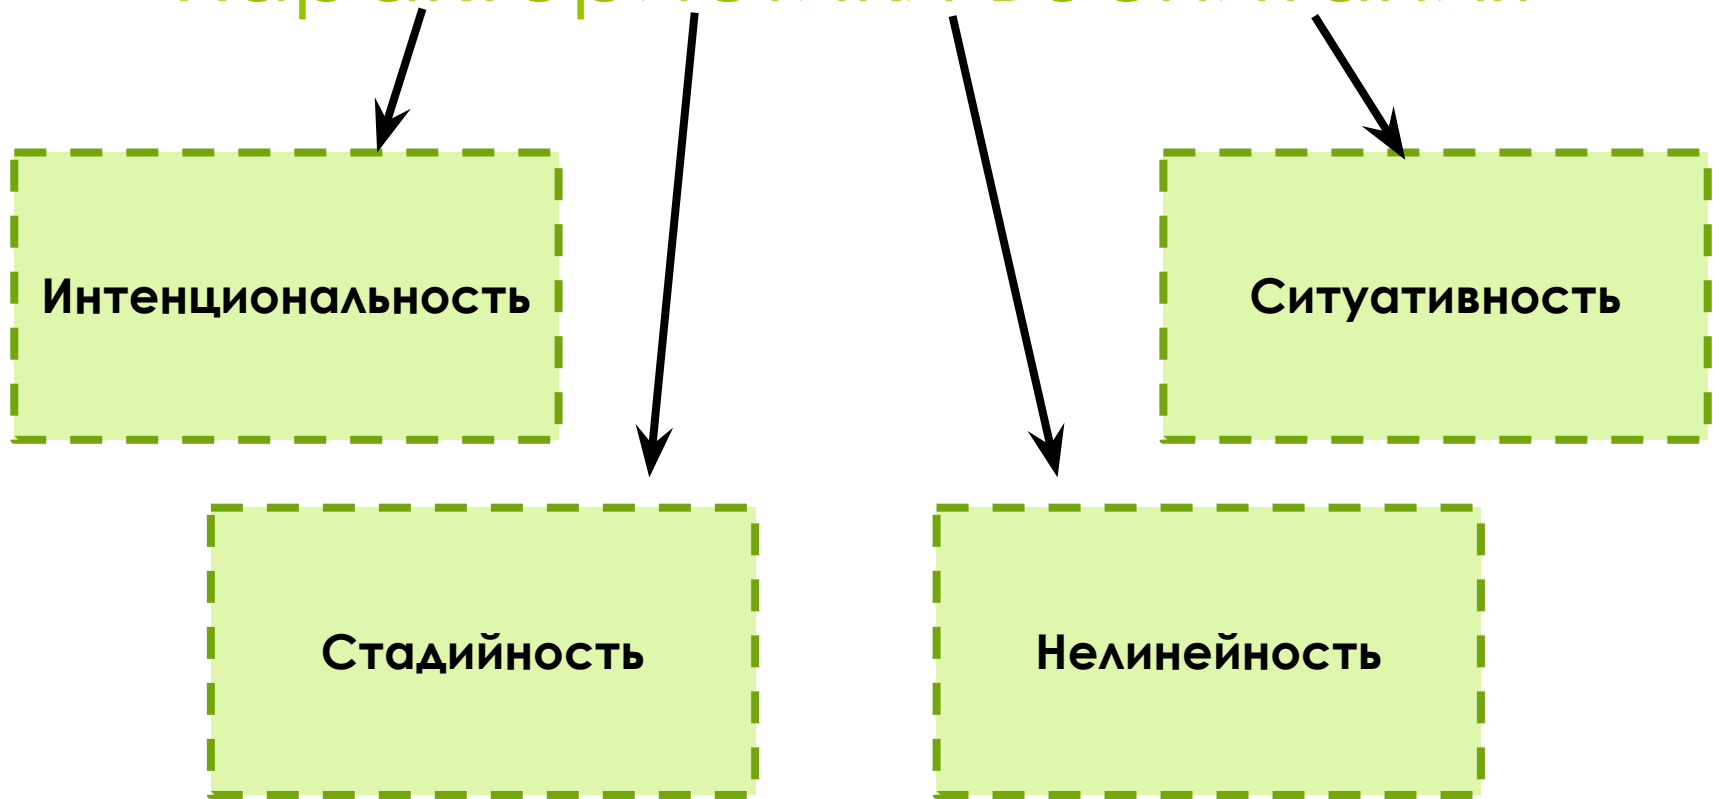 Интенциональность
Ситуативность
Стадийность
Нелинейность